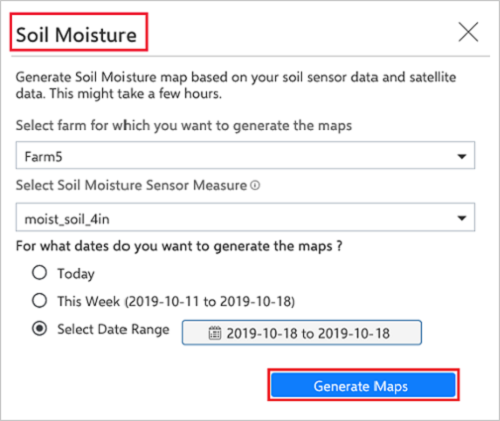 Soil Moisture
Generate Soil Moisture map based on your soil sensor data and satellite
data. This might take a few hours.
Select farm for which you want to generate the maps
Farm5
Select Soil Moisture Sensor Measure
moist_soil_4in
For what dates do you want to generate the maps ?
Today
This Week (2019-10-11 to 2019-10-18)
Select Date Range 2019-10-18 to 2019-10-18
Generate Maps